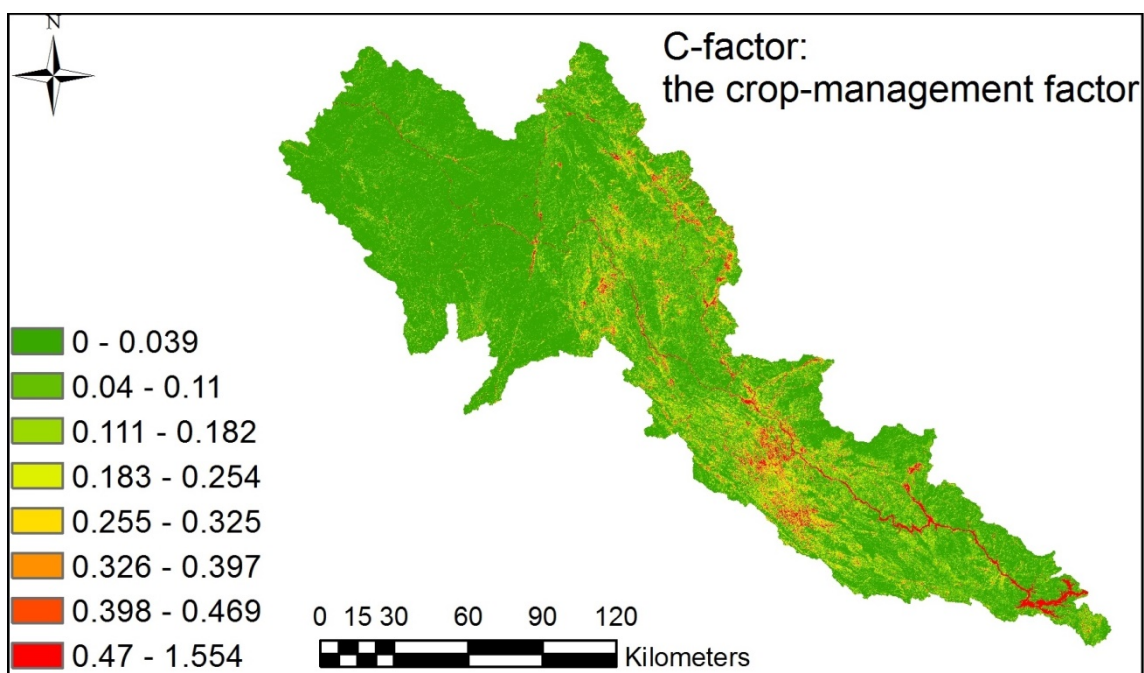 N
C-factor:
the crop-management factor
0 - 0.039
0.04 - 0.11
0.111 - 0.182
0.183 - 0.254
0.255 - 0.325
0.326 - 0.397
0.398 - 0.469
0.47 - 1.554
0 15 30 60 90 120
Kilometers